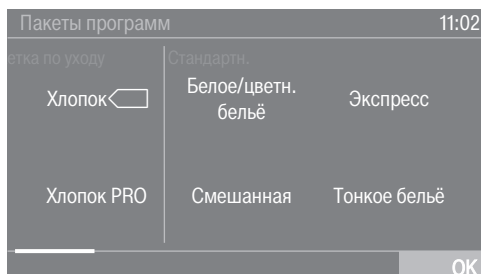 Пакеты программ 11:02
етка по уходу Стандартн.
Хлопок Белое/цветн. бельё Экспресс
Хлопок PRO Смешанная Тонкое бельё
OK